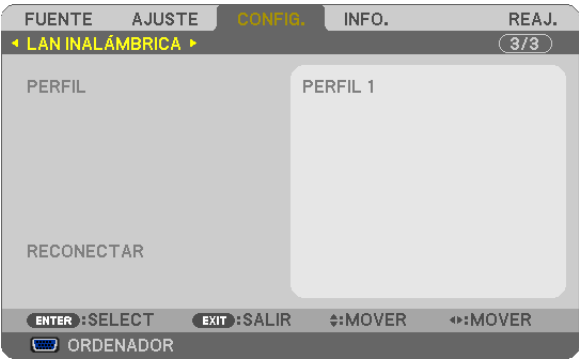 FUENTE AJUSTE CONFIG. INFO. REAJ.
LAN INALÁMBRICA 3/3
PERFIL PERFIL 1
RECONECTAR
ENTER :SELECT EXIT :SALIR :MOVER :MOVER
ORDENADOR